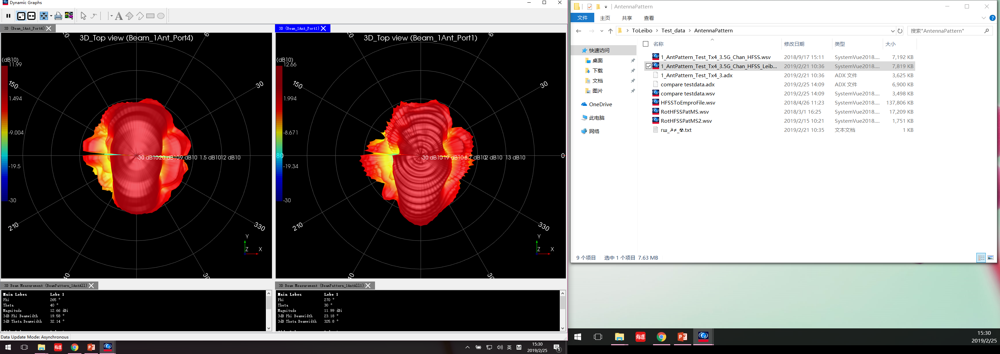 Dynamic Graphs
3D (Beam_1Ant_Port4)
3D_Top view (Beam_1Ant_Port4)
(dB10)
11.99
1.494
-9.004
-19.5
-30
150
30
210
330
-30 dB10
-20 dB10
-9 dB10
1.5 dB10
12 dB10
Y
Z
X
3D (Beam_1Ant_Port1)
3D_Top view (Beam_1Ant_Port1)
(dB10)
12.66
1.994
-8.671
-19.34
-30
150
30
80
0
210
330
-30 dB10
-19 dB10
-8.7 dB10
2 dB10
13 dB10
Y
Z
X
3D Beam Measurement (BeamPattern_1AntAll)
Main Lobes Lobe 1
Phi 265 °
Theta 40 °
Magnitude 12.66 dBi
3dB Phi Beamwidth 19.58 °
3dB Theta Beamwidth 32.14 °
3D Beam Measurement (BeamPattern_1AntAll1)
Main Lobes Lobe 1
Phi 270 °
Theta 30 °
Magnitude 11.99 dBi
3dB Phi Beamwidth 23.18 °
3dB Theta Beamwidth 325.8 °
Data Update Mode: Asynchronous
有道
英
M
15:30
2019/2/25
1
AntennaPattern
文件 主页 共享 查看
ToLeibo > Test_data > AntennaPattern
搜索"AntennaPattern"
名称 修改日期 类型 大小
快速访问
桌面
下载
文档
图片
OneDrive
此电脑
网络
1_AntPattern_Test_Tx4_3.5G_Chan_HFSS.wsv 2018/9/17 15:11 SystemVue2018.... 7,192 KB
1_AntPattern_Test_Tx4_3.5G_Chan_HFSS_Leib... 2019/2/21 10:36 SystemVue2018.... 7,819 KB
1_AntPattern_Test_Tx4_3.adx 2019/2/21 10:36 ADX 文件 3,625 KB
compare testdata.adx 2019/2/25 14:09 ADX 文件 6,900 KB
compare testdata.wsv 2019/2/25 14:09 SystemVue2018.... 3,498 KB
HFSSToEmproFile.wsv 2018/4/26 11:23 SystemVue2018.... 137,806 KB
RotHFSSPatMS.wsv 2018/3/1 16:25 SystemVue2018.... 17,209 KB
RotHFSSPatMS2.wsv 2019/2/15 10:21 SystemVue2018.... 1,751 KB
гш_☭≠_☢.txt 2019/2/21 10:35 文本文档 1 KB
9 个项目 选中 1 个项目 7.63 MB
有道
15:30
2019/2/25